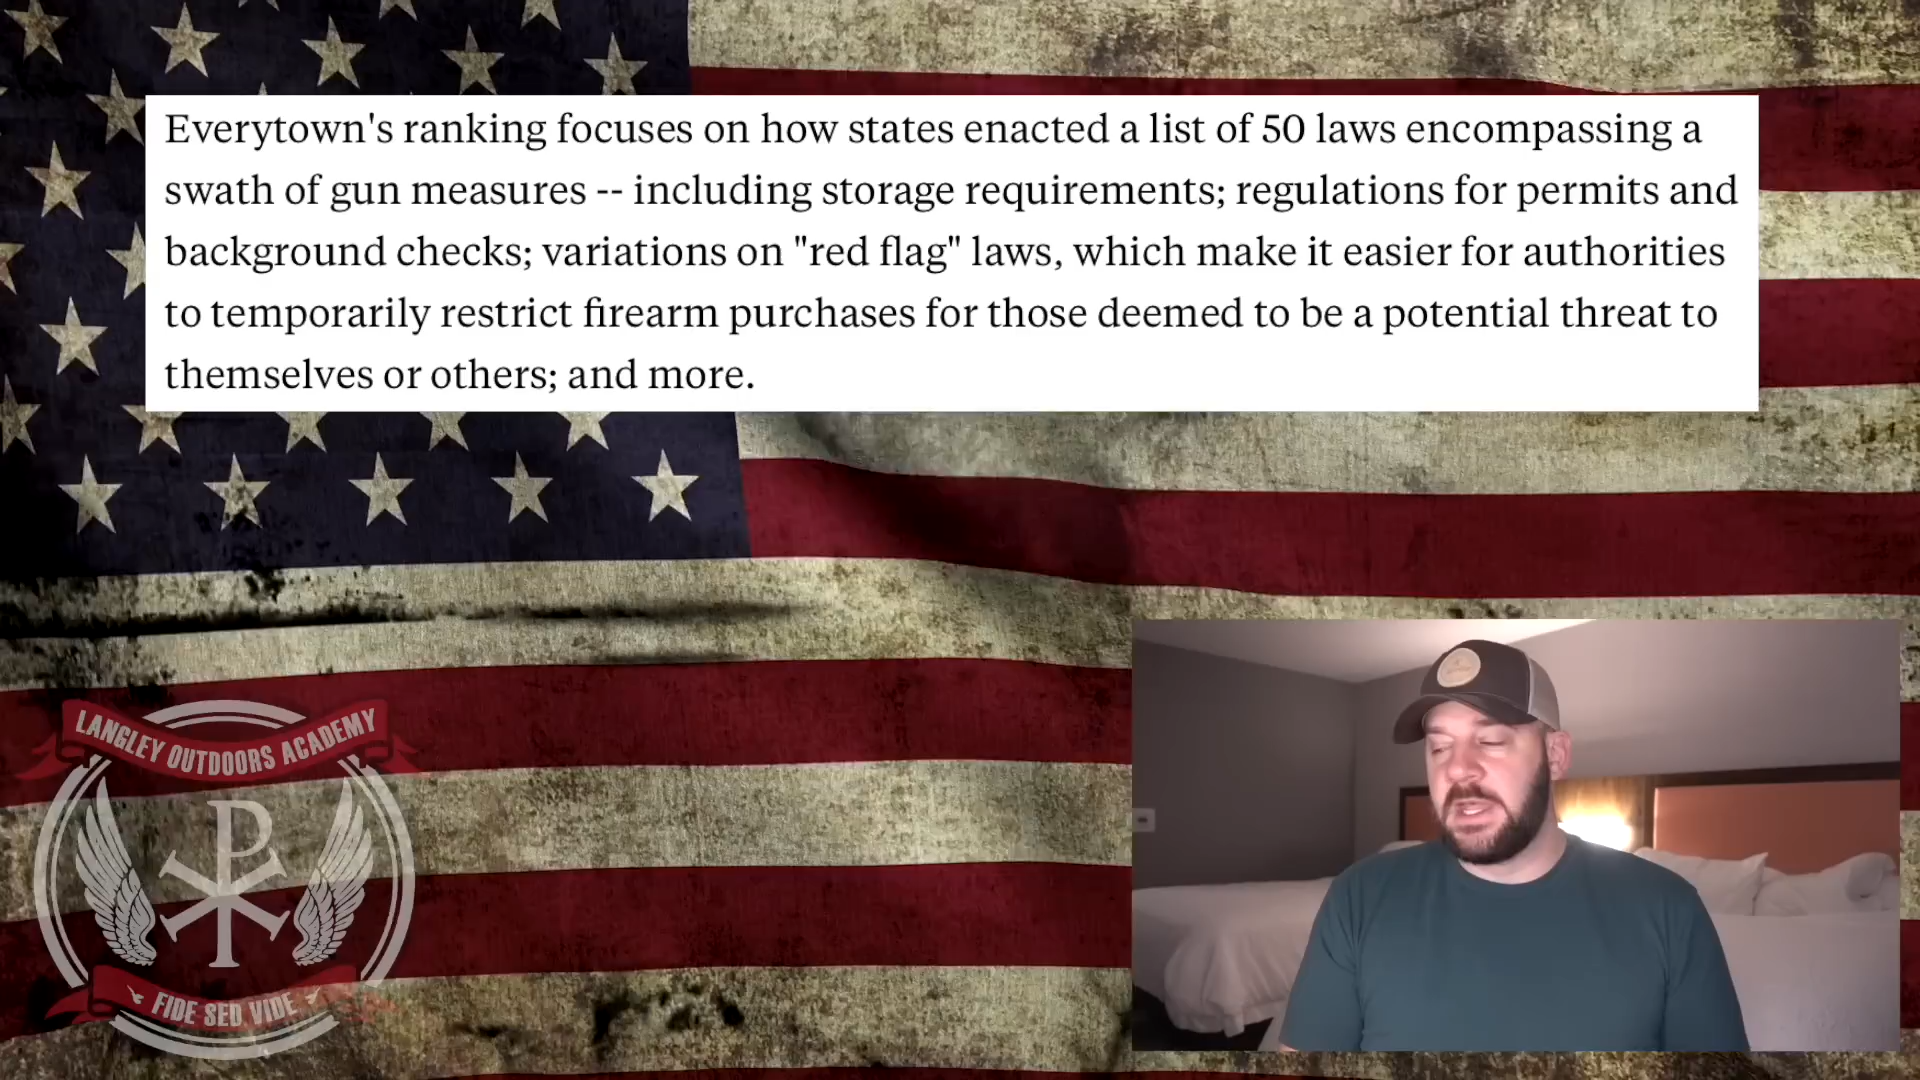 Everytown's ranking focuses on how states enacted a list of 50 laws encompassing a
swath of gun measures -- including storage requirements; regulations for permits and
background checks; variations on "red flag" laws, which make it easier for authorities
to temporarily restrict firearm purchases for those deemed to be a potential threat to
themselves or others; and more.
LANGLEY OUTDOORS ACADEMY
FIDE SED VIDE